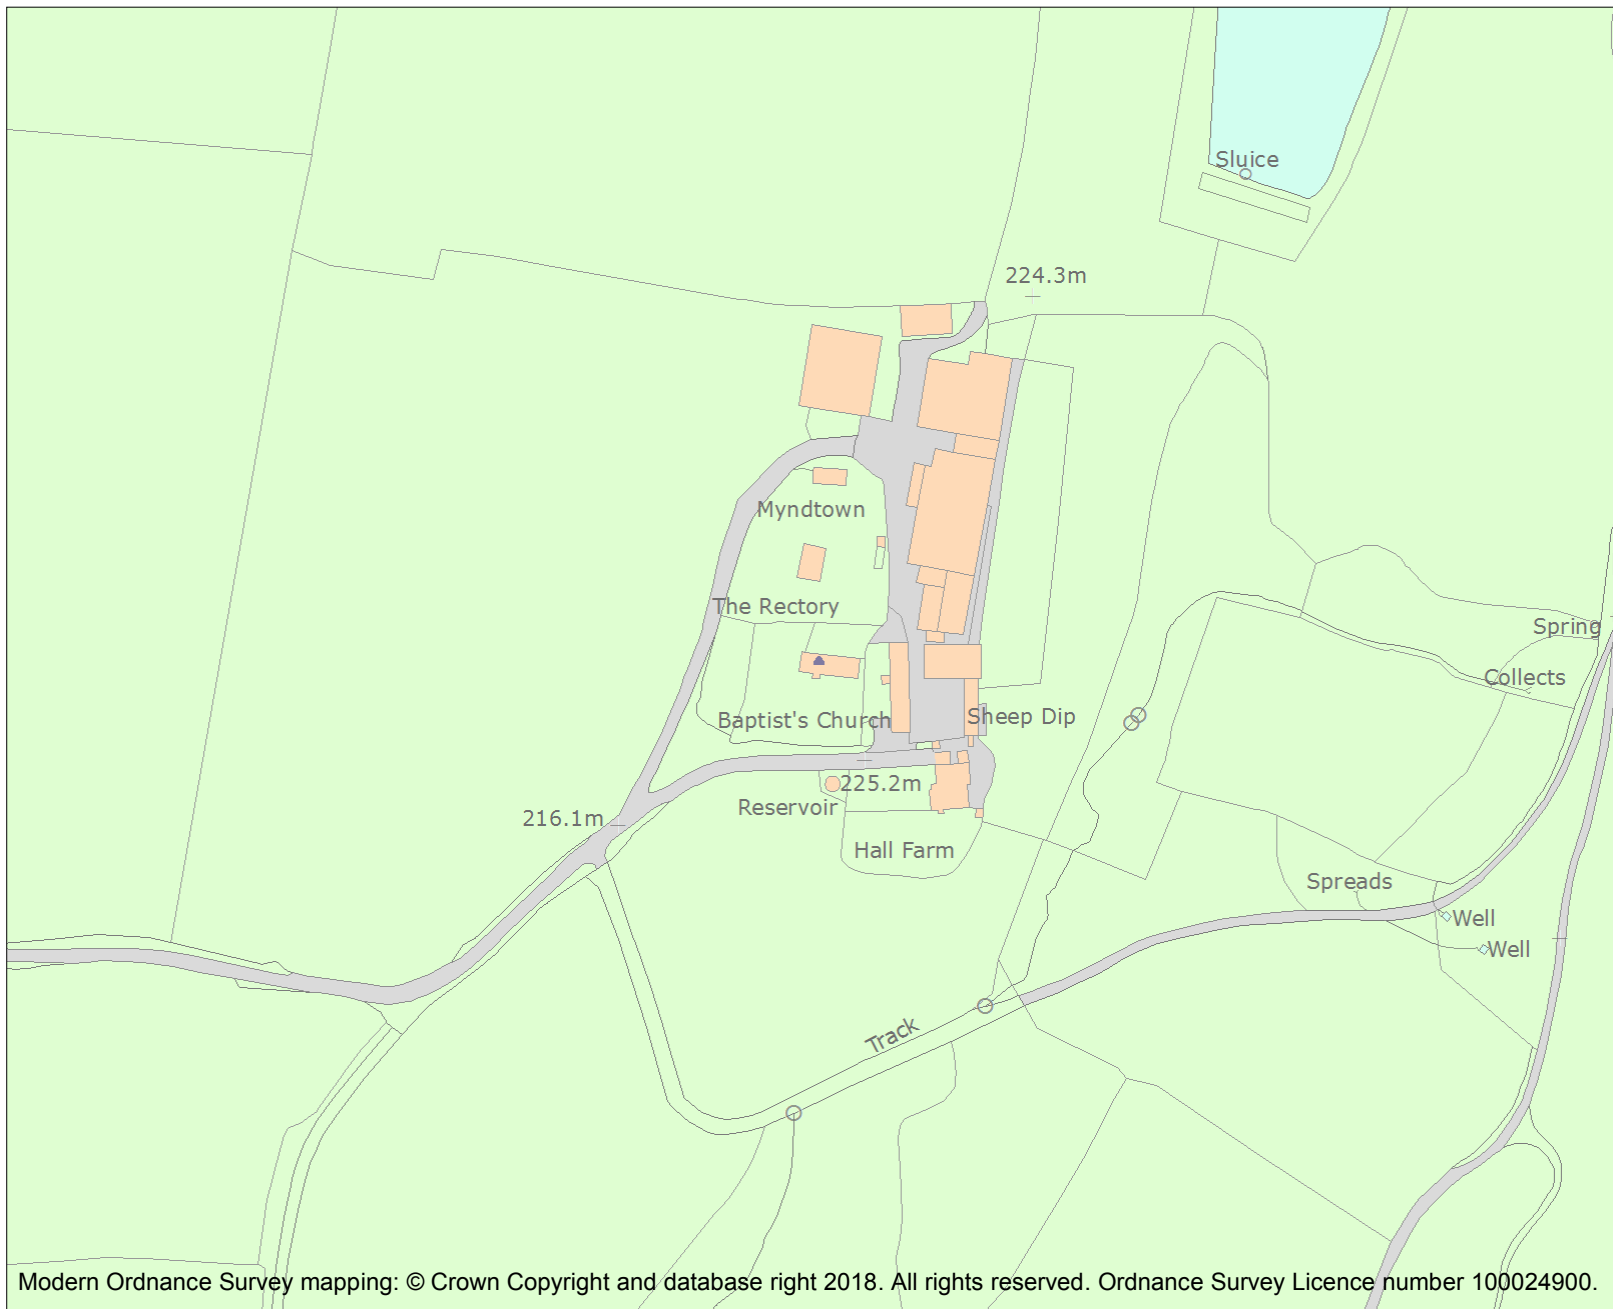 Sluice
224.3m
Myndtown
The Rectory
Spring
Collects
Baptist's Church
Sheep Dip
225.2m
Reservoir
216.1m
Hall Farm
Spreads
Well
Well
Track
Modern Ordnance Survey mapping: © Crown Copyright and database right 2018. All rights reserved. Ordnance Survey Licence number 100024900.